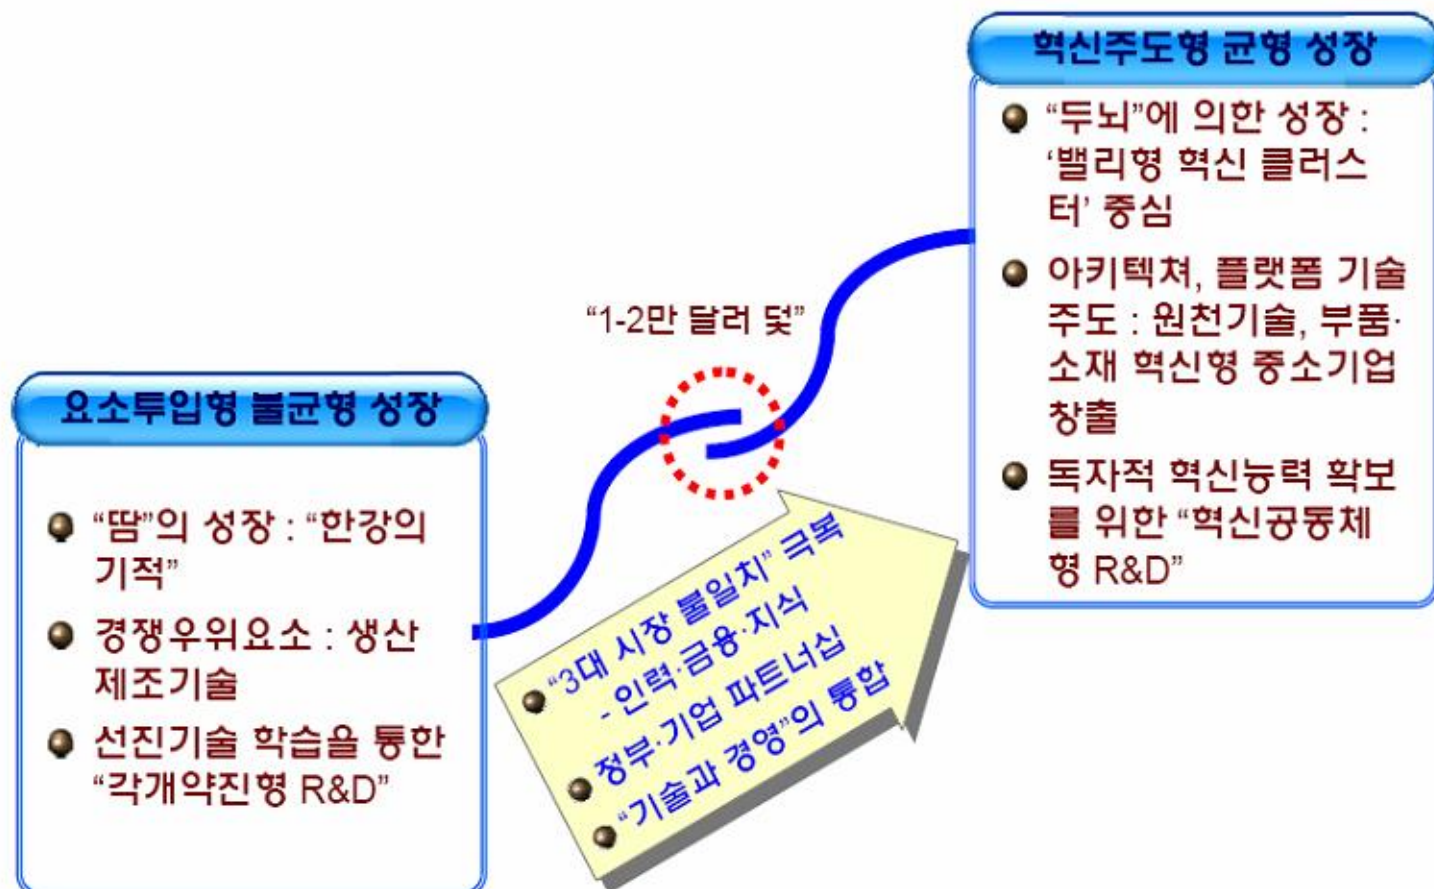 혁신주도형 균형 성장
“두뇌”에 의한 성장 :
‘밸리형 혁신 클러스
터’ 중심
아키텍쳐, 플랫폼 기술
주도 : 원천기술, 부품·
소재 혁신형 중소기업
창출
독자적 혁신능력 확보
를 위한 “혁신공동체
형 R&D”
“1-2만 달러 덫”
요소투입형 불균형 성장
“땀”의 성장 : “한강의
기적”
경쟁우위요소 : 생산
제조기술
선진기술 학습을 통한
“각개약진형 R&D”
“3대 시장 불일치” 극복
- 인력·금융·지식
정부·기업 파트너십
“기술과 경영”의 통합